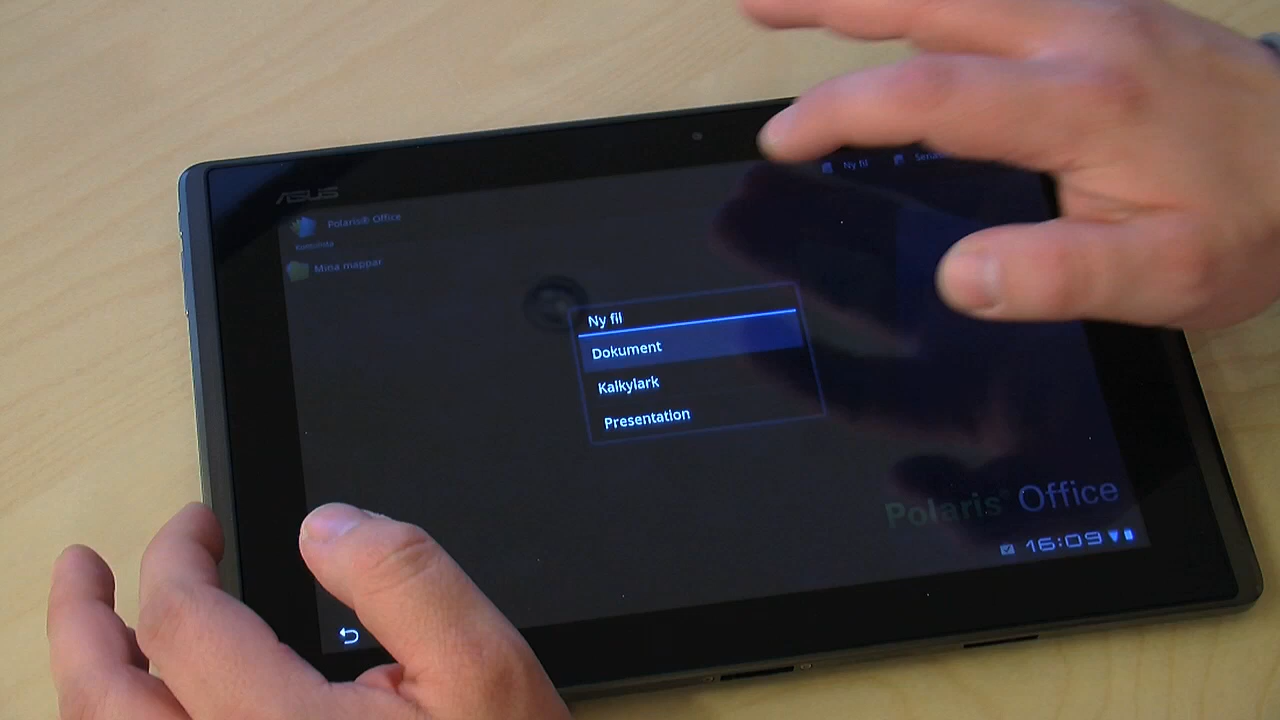 ASUS
Ny fil
Polaris® Office
Mina mappar
Ny fil
Dokument
Kalkylark
Presentation
Polaris® Office
16:09